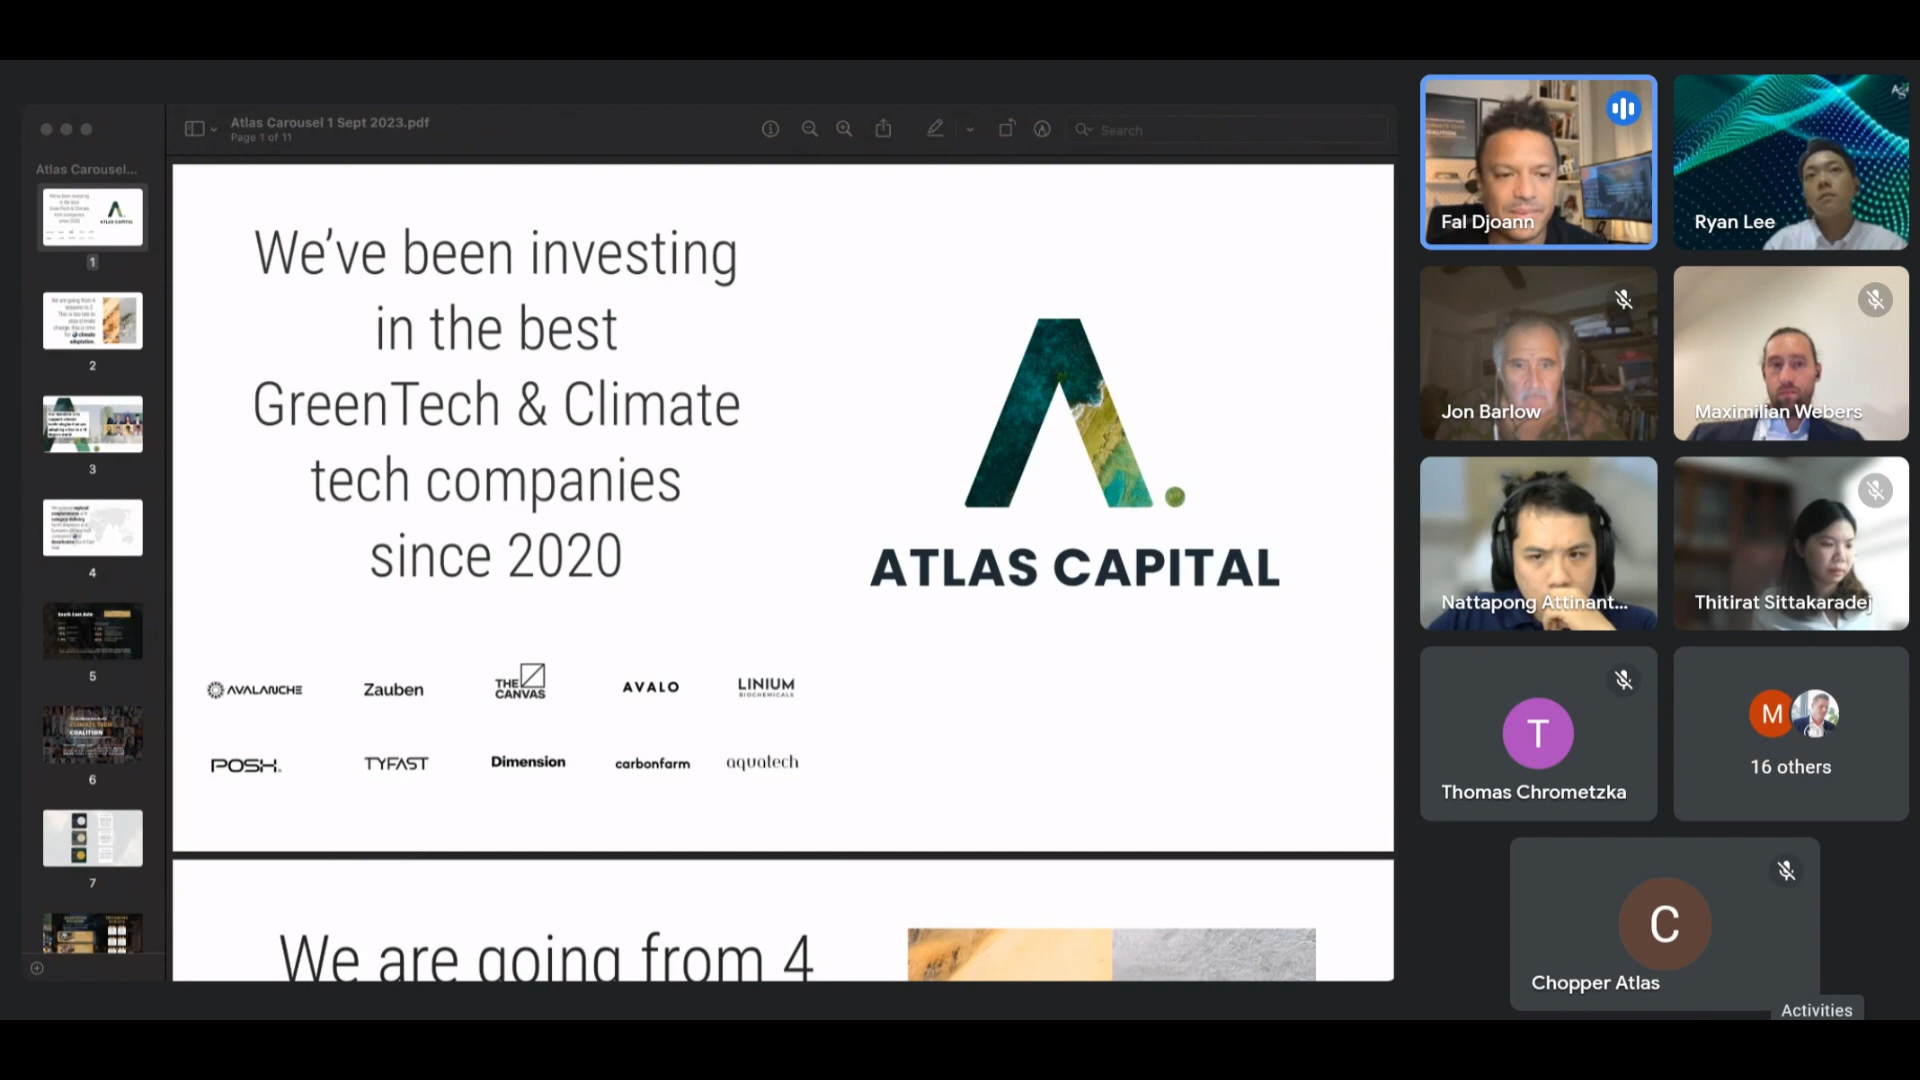 Atlas Carousel 1 Sept 2023.pdf
Page 1 of 11
Search
Atlas Carousel...
1
2
3
4
5
6
7
We've been investing
in the best
GreenTech & Climate
tech companies
since 2020
ATLAS CAPITAL
AVALANCHE
Zauben
THE CANVAS
AVALO
LINIUM
BIOCHEMICALS
POSH.
TYFAST
Dimension
carbonfarm
aquatech
We are going from 4
Fal Djoann
Ryan Lee
Jon Barlow
Maximilian Webers
Nattapong Attinant...
Thitirat Sittakaradej
T
Thomas Chrometzka
M
16 others
C
Chopper Atlas
Activities